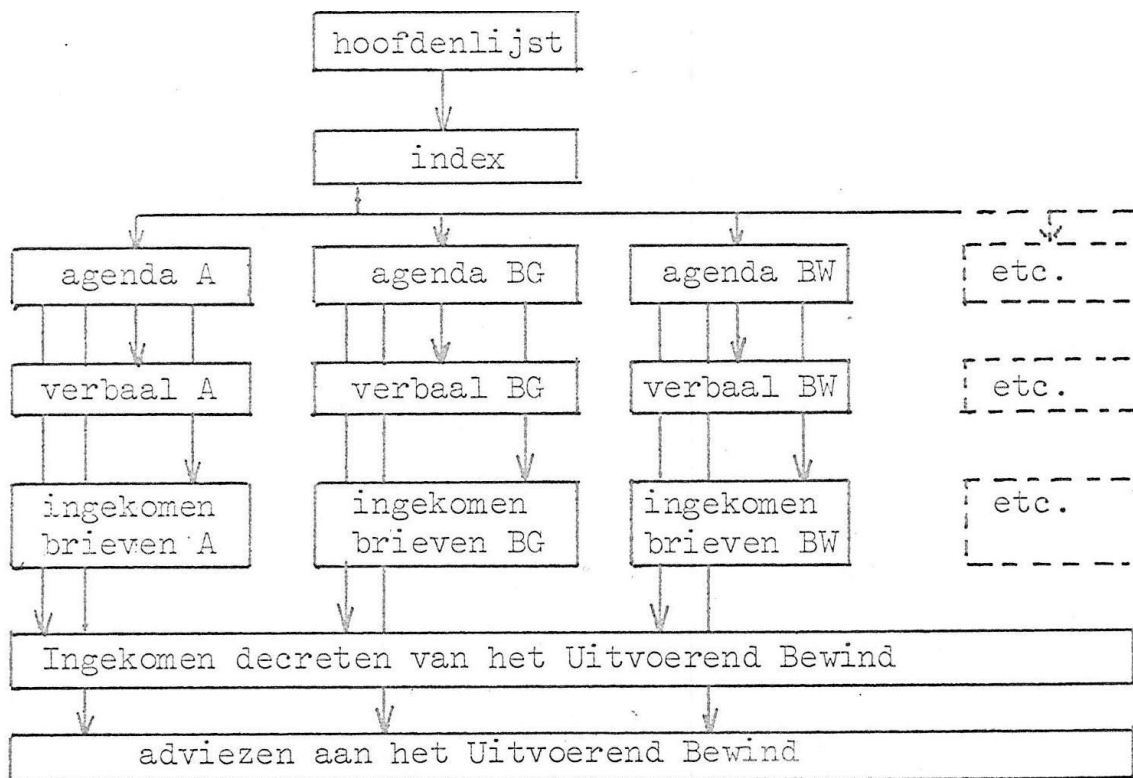 hoofdenlijst
index
agenda A
agenda BG
agenda BW
etc.
verbaal A
verbaal BG
verbaal BW
etc.
ingekomen
brieven A
ingekomen
brieven BG
ingekomen
brieven BW
etc.
Ingekomen decreten van het Uitvoerend Bewind
adviezen aan het Uitvoerend Bewind